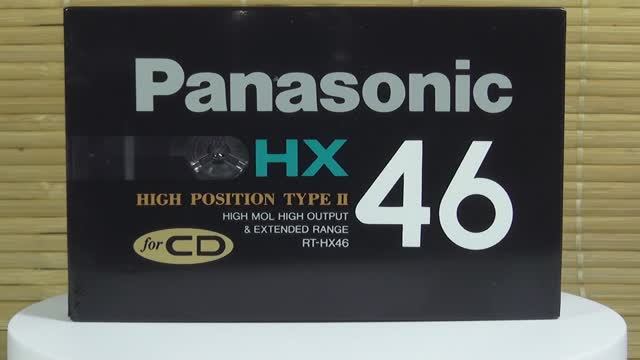 Panasonic
HX 46
HIGH POSITION TYPE II
HIGH MOL HIGH OUTPUT
& EXTENDED RANGE
RT-HX46
for CD